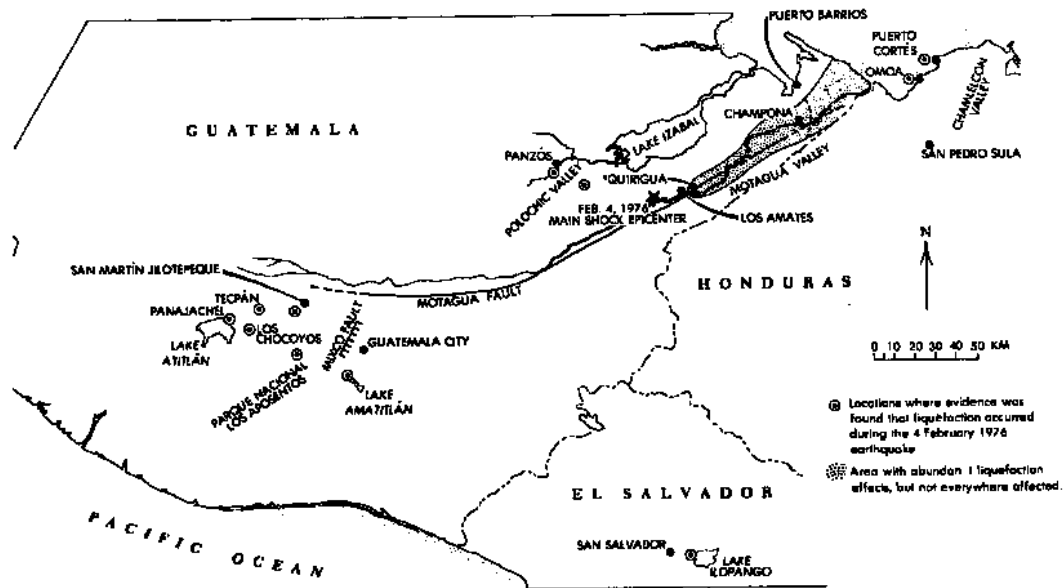 PUERTO BARRIOS
PUERTO
CORTÉS
OMOA
CHAMELECON
VALLEY
GUATEMALA
CHAMPONA
LAKE IZABAL
SAN PEDRO SULA
PANZÓS
POLOCHIC VALLEY
QUIRIGUA
MOTAGUA VALLEY
FEB. 4, 1976
MAIN SHOCK EPICENTER
LOS AMATES
N
SAN MARTÍN JILOTEPEQUE
HONDURAS
MOTAGUA FAULT
TECPÁN
PANAJACHEL
LOS
CHOCOYOS
MIXCO FAULT
GUATEMALA CITY
LAKE
ATITLÁN
0 10 20 30 50 KM
PARQUE NACIONAL
LOS APOSENTOS
LAKE
AMATITLÁN
Locations where evidence was
found that liquefaction occurred
during the 4 February 1976
earthquake
Area with abundan t liquefaction
effects, but not everywhere affected.
EL SALVADOR
PACIFIC OCEAN
SAN SALVADOR
LAKE
ILOPANGO